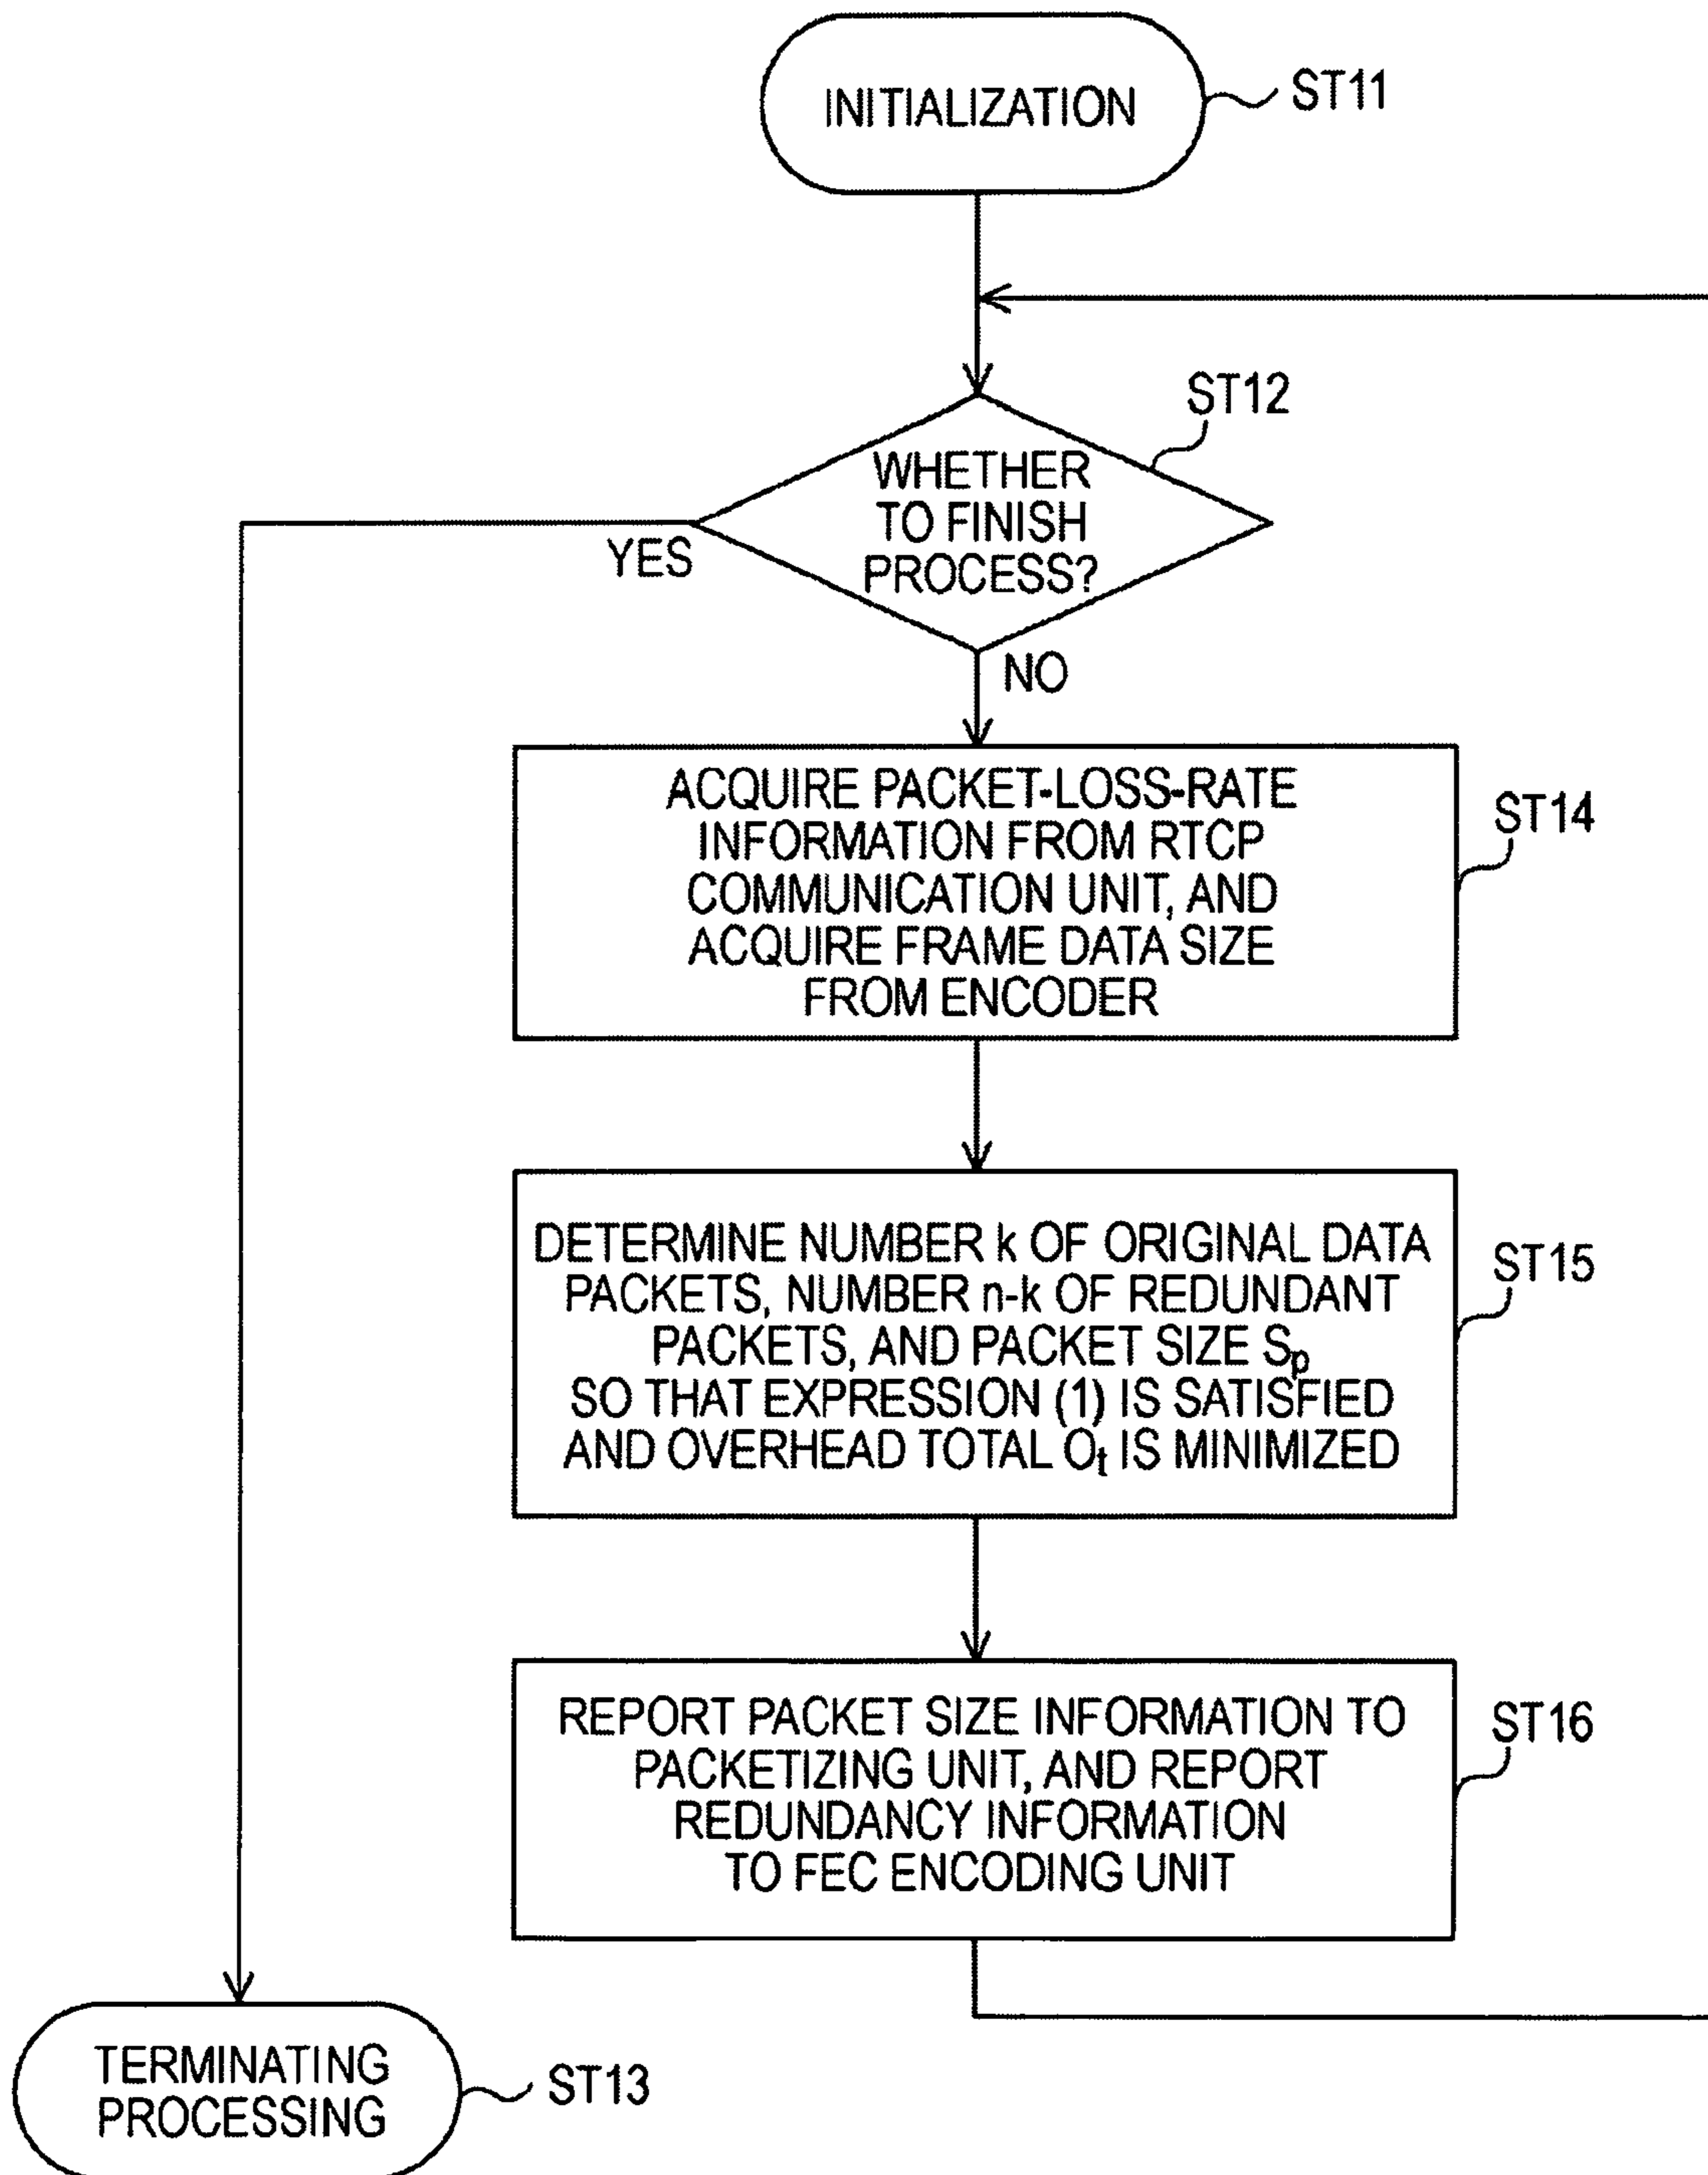 INITIALIZATION
ST11
ST12
WHETHER
TO FINISH
PROCESS?
YES
NO
ACQUIRE PACKET-LOSS-RATE
INFORMATION FROM RTCP
COMMUNICATION UNIT, AND
ACQUIRE FRAME DATA SIZE
FROM ENCODER
ST14
DETERMINE NUMBER k OF ORIGINAL DATA
PACKETS, NUMBER n-k OF REDUNDANT
PACKETS, AND PACKET SIZE Sp
SO THAT EXPRESSION (1) IS SATISFIED
AND OVERHEAD TOTAL Ot IS MINIMIZED
ST15
REPORT PACKET SIZE INFORMATION TO
PACKETIZING UNIT, AND REPORT
REDUNDANCY INFORMATION
TO FEC ENCODING UNIT
ST16
TERMINATING
PROCESSING
ST13